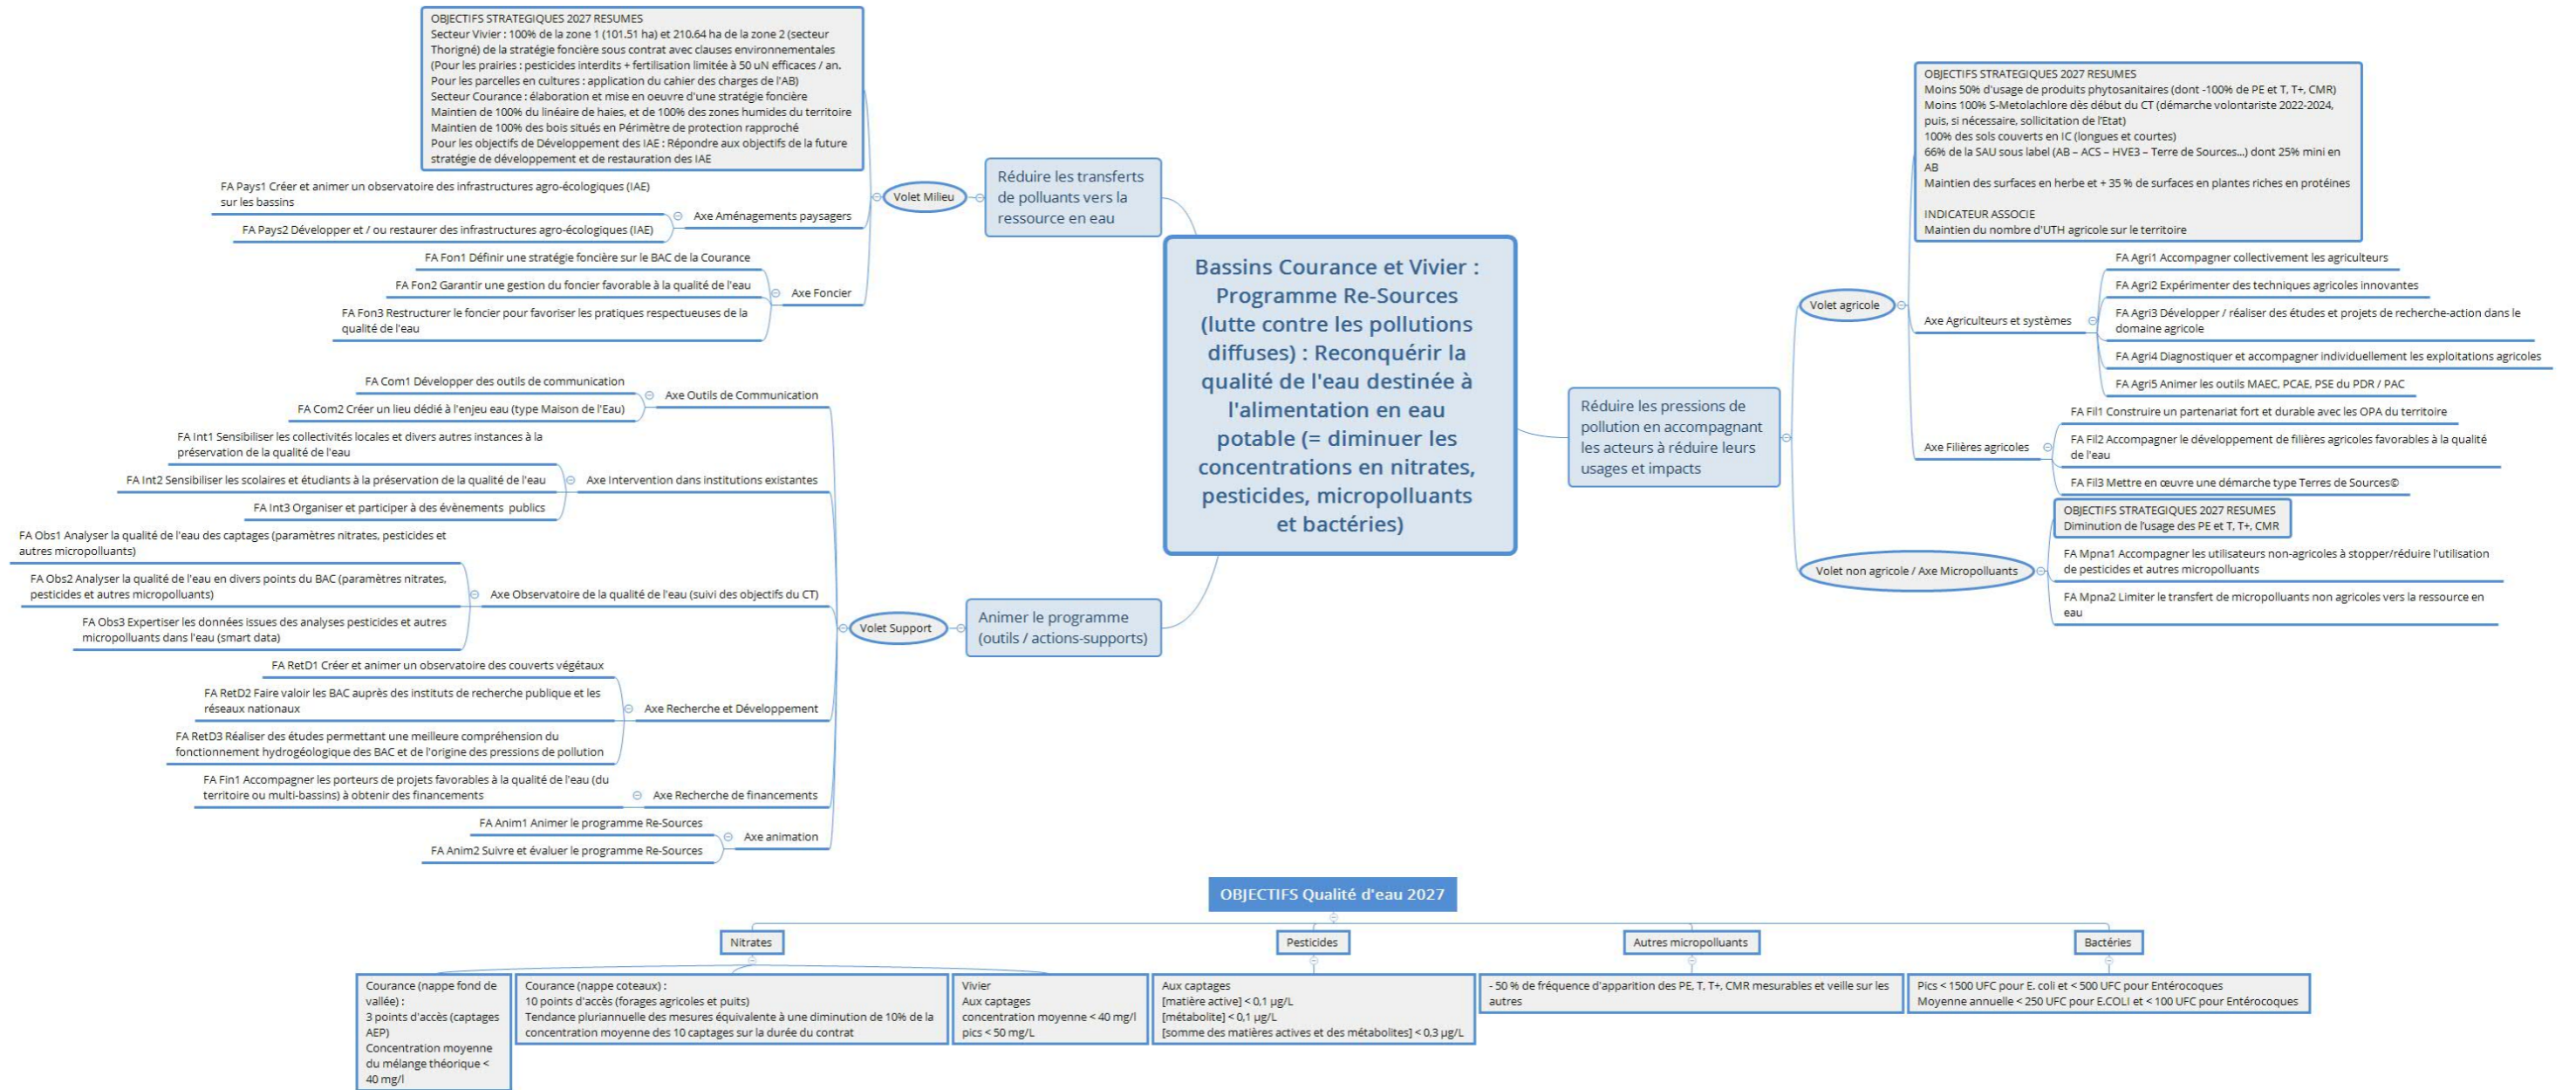 OBJECTIFS STRATEGIQUES 2027 RESUMES
Secteur Vivier : 100% de la zone 1 (101.51 ha) et 210.64 ha de la zone 2 (secteur
Thorigné) de la stratégie foncière sous contrat avec clauses environnementales
(Pour les prairies : pesticides interdits + fertilisation limitée à 50 uN efficaces / an.
Pour les parcelles en cultures : application du cahier des charges de l'AB)
Secteur Courance : élaboration et mise en oeuvre d'une stratégie foncière
Maintien de 100% du linéaire de haies, et de 100% des zones humides du territoire
Maintien de 100% des bois situés en Périmètre de protection rapproché
Pour les objectifs de Développement des IAE : Répondre aux objectifs de la future
stratégie de développement et de restauration des IAE
FA Pays1 Créer et animer un observatoire des infrastructures agro-écologiques (IAE)
sur les bassins
FA Pays2 Développer et / ou restaurer des infrastructures agro-écologiques (IAE)
Axe Aménagements paysagers
FA Fon1 Définir une stratégie foncière sur le BAC de la Courance
FA Fon2 Garantir une gestion du foncier favorable à la qualité de l'eau
FA Fon3 Restructurer le foncier pour favoriser les pratiques respectueuses de la
qualité de l'eau
Axe Foncier
Volet Milieu
Réduire les transferts
de polluants vers la
ressource en eau
FA Com1 Développer des outils de communication
FA Com2 Créer un lieu dédié à l'enjeu eau (type Maison de l'Eau)
Axe Outils de Communication
FA Int1 Sensibiliser les collectivités locales et divers autres instances à la
préservation de la qualité de l'eau
FA Int2 Sensibiliser les scolaires et étudiants à la préservation de la qualité de l'eau
FA Int3 Organiser et participer à des évènements publics
Axe Intervention dans institutions existantes
FA Obs1 Analyser la qualité de l'eau des captages (paramètres nitrates, pesticides et
autres micropolluants)
FA Obs2 Analyser la qualité de l'eau en divers points du BAC (paramètres nitrates,
pesticides et autres micropolluants)
FA Obs3 Expertiser les données issues des analyses pesticides et autres
micropolluants dans l'eau (smart data)
Axe Observatoire de la qualité de l'eau (suivi des objectifs du CT)
FA RetD1 Créer et animer un observatoire des couverts végétaux
FA RetD2 Faire valoir les BAC auprès des instituts de recherche publique et les
réseaux nationaux
FA RetD3 Réaliser des études permettant une meilleure compréhension du
fonctionnement hydrogéologique des BAC et de l'origine des pressions de pollution
Axe Recherche et Développement
FA Fin1 Accompagner les porteurs de projets favorables à la qualité de l'eau (du
territoire ou multi-bassins) à obtenir des financements
Axe Recherche de financements
FA Anim1 Animer le programme Re-Sources
FA Anim2 Suivre et évaluer le programme Re-Sources
Axe animation
Volet Support
Animer le programme
(outils / actions-supports)
Bassins Courance et Vivier :
Programme Re-Sources
(lutte contre les pollutions
diffuses) : Reconquérir la
qualité de l'eau destinée à
l'alimentation en eau
potable (= diminuer les
concentrations en nitrates,
pesticides, micropolluants
et bactéries)
Réduire les pressions de
pollution en accompagnant
les acteurs à réduire leurs
usages et impacts
Volet agricole
OBJECTIFS STRATEGIQUES 2027 RESUMES
Moins 50% d'usage de produits phytosanitaires (dont -100% de PE et T, T+, CMR)
Moins 100% S-Metolachlore dès début du CT (démarche volontariste 2022-2024,
puis, si nécessaire, sollicitation de l'Etat)
100% des sols couverts en IC (longues et courtes)
66% de la SAU sous label (AB – ACS – HVE3 – Terre de Sources...) dont 25% mini en
AB
Maintien des surfaces en herbe et + 35 % de surfaces en plantes riches en protéines
INDICATEUR ASSOCIE
Maintien du nombre d'UTH agricole sur le territoire
Axe Agriculteurs et systèmes
FA Agri1 Accompagner collectivement les agriculteurs
FA Agri2 Expérimenter des techniques agricoles innovantes
FA Agri3 Développer / réaliser des études et projets de recherche-action dans le
domaine agricole
FA Agri4 Diagnostiquer et accompagner individuellement les exploitations agricoles
FA Agri5 Animer les outils MAEC, PCAE, PSE du PDR / PAC
Axe Filières agricoles
FA Fil1 Construire un partenariat fort et durable avec les OPA du territoire
FA Fil2 Accompagner le développement de filières agricoles favorables à la qualité
de l'eau
FA Fil3 Mettre en œuvre une démarche type Terres de Sources©
Volet non agricole / Axe Micropolluants
OBJECTIFS STRATEGIQUES 2027 RESUMES
Diminution de l'usage des PE et T, T+, CMR
FA Mpna1 Accompagner les utilisateurs non-agricoles à stopper/réduire l'utilisation
de pesticides et autres micropolluants
FA Mpna2 Limiter le transfert de micropolluants non agricoles vers la ressource en
eau
OBJECTIFS Qualité d'eau 2027
Nitrates
Courance (nappe fond de
vallée) :
3 points d'accès (captages
AEP)
Concentration moyenne
du mélange théorique <
40 mg/l
Courance (nappe coteaux) :
10 points d'accès (forages agricoles et puits)
Tendance pluriannuelle des mesures équivalente à une diminution de 10% de la
concentration moyenne des 10 captages sur la durée du contrat
Vivier
Aux captages
concentration moyenne < 40 mg/l
pics < 50 mg/L
Pesticides
Aux captages
[matière active] < 0,1 µg/L
[métabolite] < 0,1 µg/L
[somme des matières actives et des métabolites] < 0,3 µg/L
Autres micropolluants
- 50 % de fréquence d'apparition des PE, T, T+, CMR mesurables et veille sur les
autres
Bactéries
Pics < 1500 UFC pour E. coli et < 500 UFC pour Entérocoques
Moyenne annuelle < 250 UFC pour E.COLI et < 100 UFC pour Entérocoques